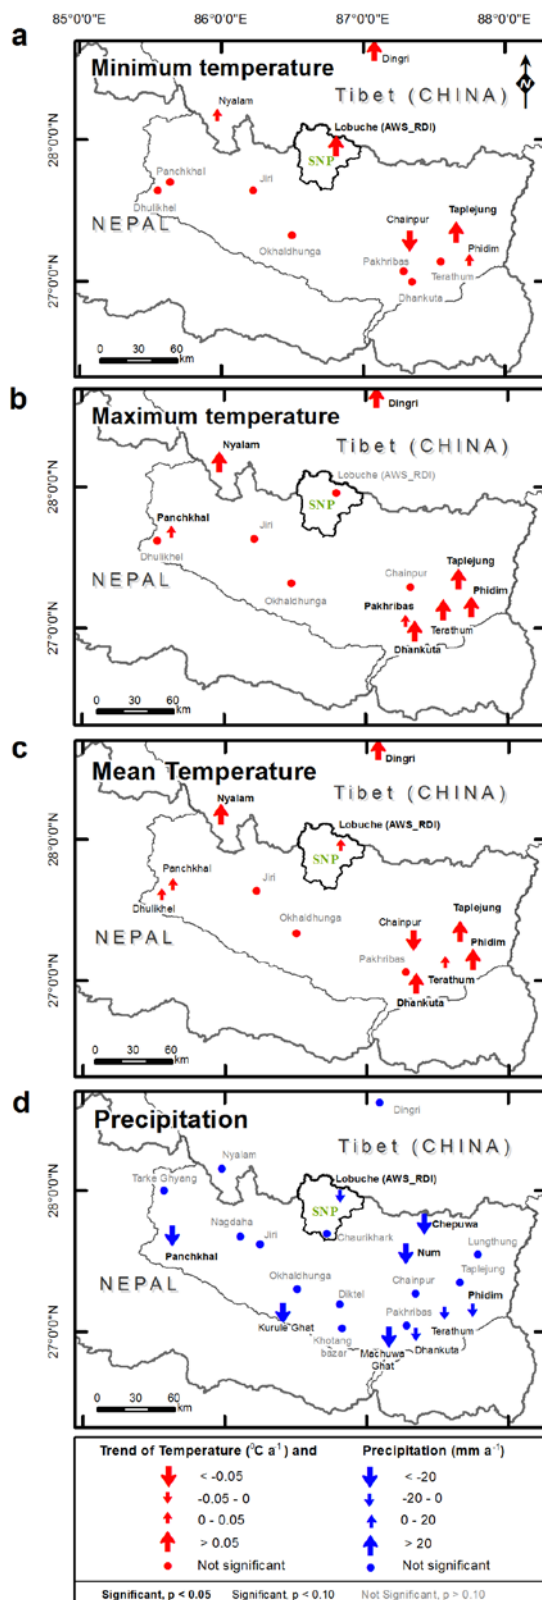 85°0'0"E 86°0'0"E 87°0'0"E 88°0'0"E
a
Minimum temperature
Dingri
Tibet (CHINA)
N
Nyalam
Lobuche (AWS_RDI)
28°0'0"N
SNP
Panchkhal
Jiri
Dhulikhel
NEPAL
Chainpur
Taplejung
Okhaldhunga
Phidim
Pakhribas
Terathum
27°0'0"N
Dhankuta
0 30 60
km
b
Maximum temperature
Dingri
Nyalam
Tibet (CHINA)
Lobuche (AWS_RDI)
28°0'0"N
SNP
Panchkhal
Jiri
Dhulikhel
NEPAL
Chainpur
Taplejung
Okhaldhunga
Phidim
Pakhribas
Terathum
27°0'0"N
Dhankuta
0 30 60
km
c
Mean Temperature
Dingri
Tibet (CHINA)
Nyalam
Lobuche (AWS_RDI)
28°0'0"N
SNP
Panchkhal
Jiri
Dhulikhel
Okhaldhunga
Chainpur
Taplejung
NEPAL
Phidim
Pakhribas
Terathum
27°0'0"N
Dhankuta
0 30 60
km
d
Precipitation
Dingri
Tibet (CHINA)
Nyalam
Tarke Ghyang
Lobuche (AWS_RDI)
28°0'0"N
SNP
Nagdaha
Chepuwa
Jiri
Chaurikhark
Lungthung
Panchkhal
Num
Taplejung
Okhaldhunga
Diktel
Chainpur
Phidim
NEPAL
Pakhribas
Kurule Ghat
Terathum
27°0'0"N
Khotang
bazar
Machuwa
Ghat
Dhankuta
0 30 60
km
Trend of Temperature (°C a⁻¹) and Precipitation (mm a⁻¹)
< -0.05 < -20
-0.05 - 0 -20 - 0
0 - 0.05 0 - 20
> 0.05 > 20
Not significant Not significant
Significant, p < 0.05 Significant, p < 0.10 Not Significant, p > 0.10